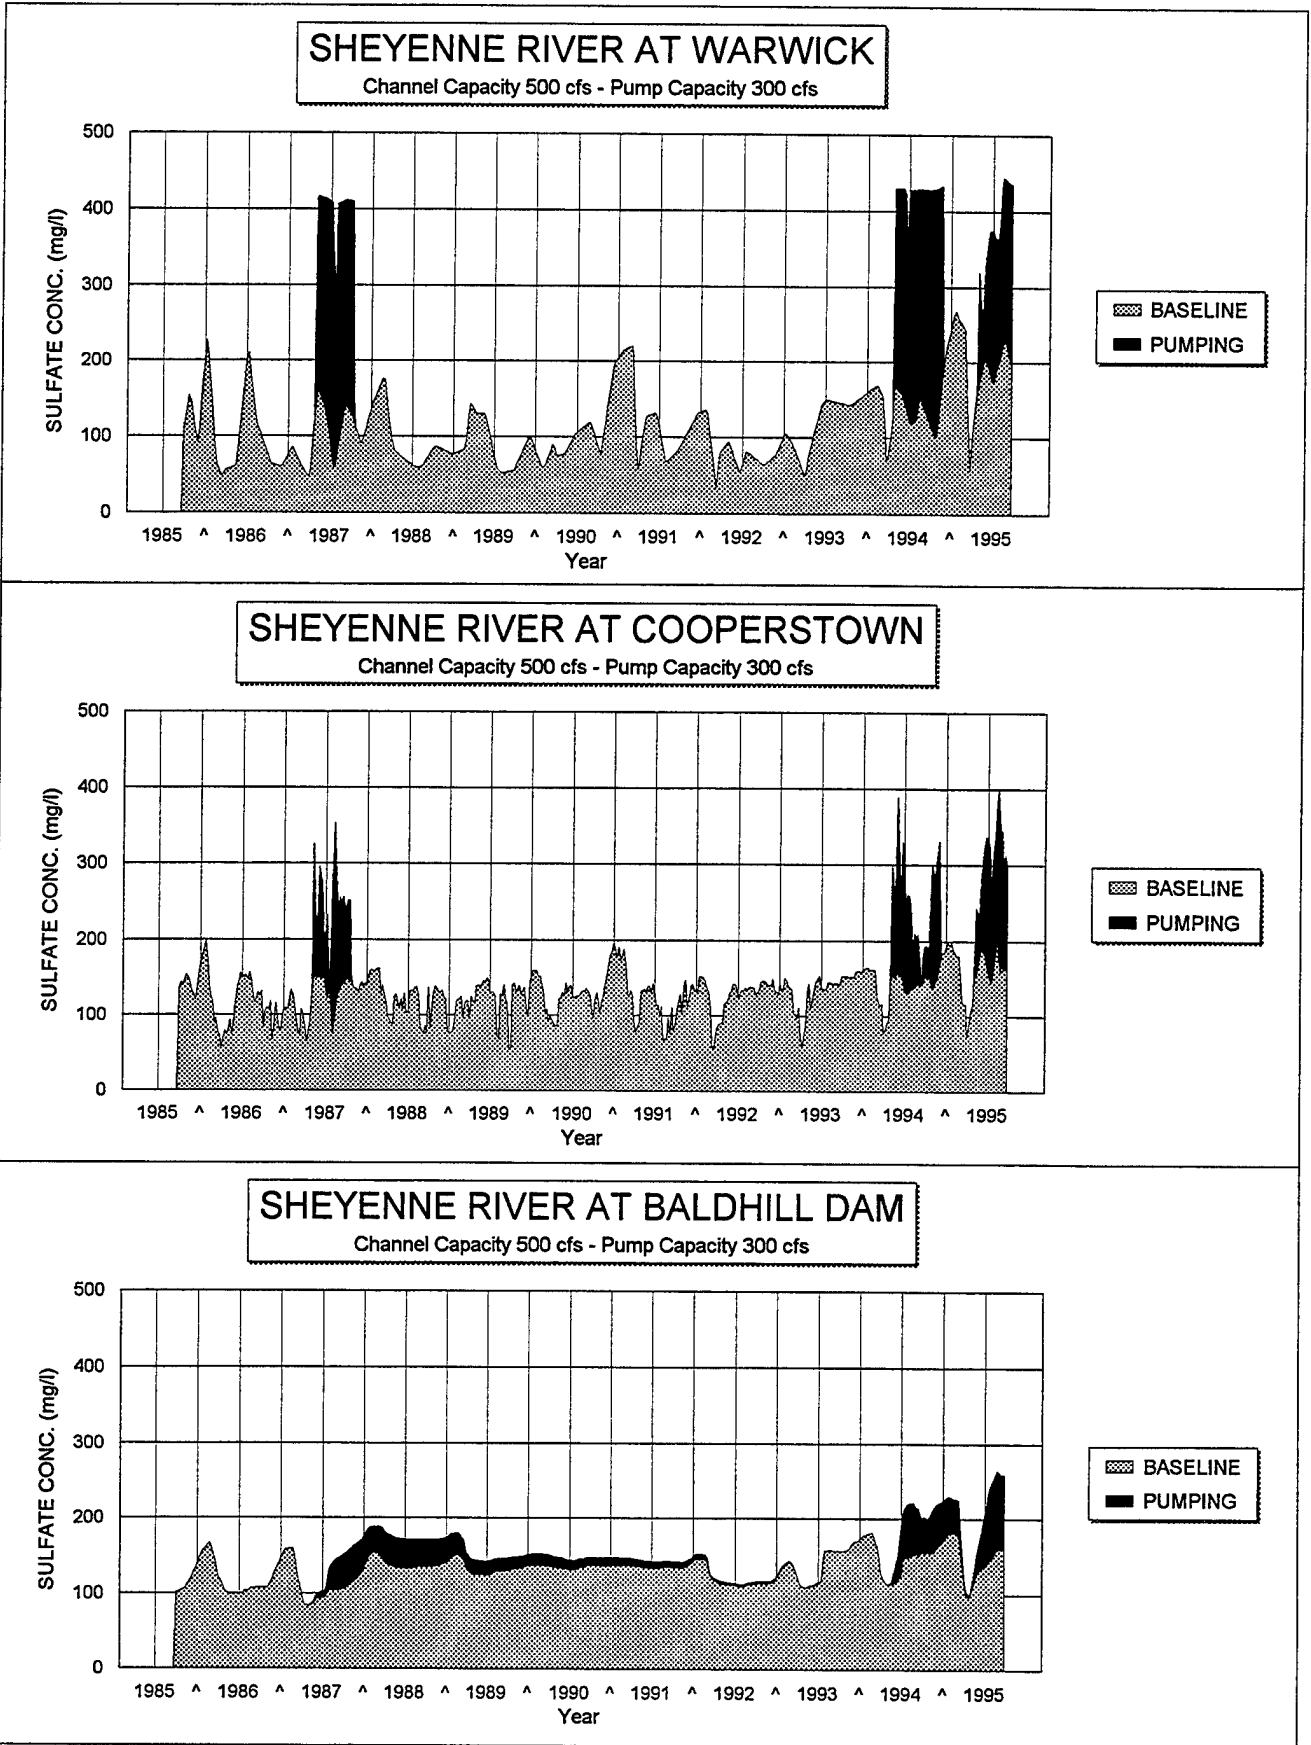 SHEYENNE RIVER AT WARWICK
Channel Capacity 500 cfs - Pump Capacity 300 cfs
500
400
300
200
100
0
SULFATE CONC. (mg/l)
1985 ^ 1986 ^ 1987 ^ 1988 ^ 1989 ^ 1990 ^ 1991 ^ 1992 ^ 1993 ^ 1994 ^ 1995
Year
BASELINE
PUMPING
SHEYENNE RIVER AT COOPERSTOWN
Channel Capacity 500 cfs - Pump Capacity 300 cfs
500
400
300
200
100
0
SULFATE CONC. (mg/l)
1985 ^ 1986 ^ 1987 ^ 1988 ^ 1989 ^ 1990 ^ 1991 ^ 1992 ^ 1993 ^ 1994 ^ 1995
Year
BASELINE
PUMPING
SHEYENNE RIVER AT BALDHILL DAM
Channel Capacity 500 cfs - Pump Capacity 300 cfs
500
400
300
200
100
0
SULFATE CONC. (mg/l)
1985 ^ 1986 ^ 1987 ^ 1988 ^ 1989 ^ 1990 ^ 1991 ^ 1992 ^ 1993 ^ 1994 ^ 1995
Year
BASELINE
PUMPING